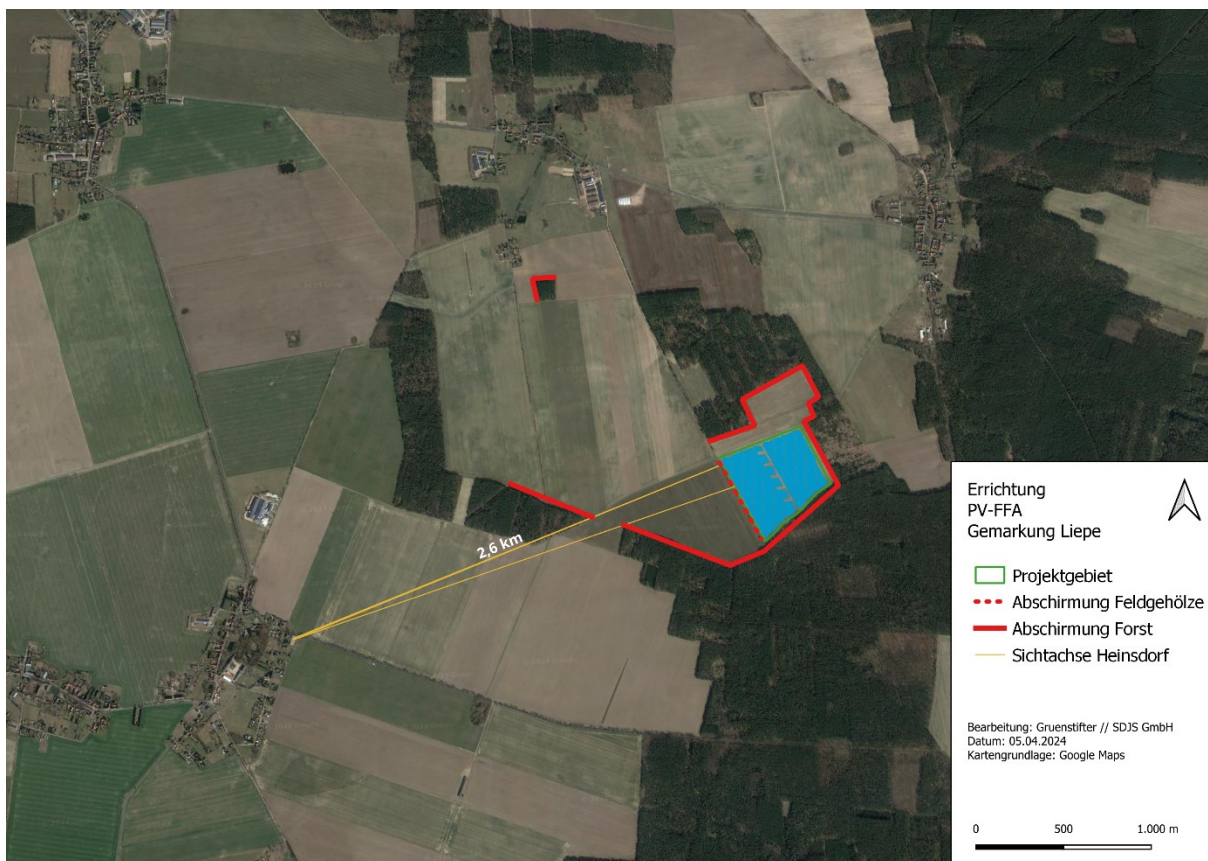 2,6 km
Errichtung
PV-FFA
Gemarkung Liepe
Projektgebiet
Abschirmung Feldgehölze
Abschirmung Forst
Sichtachse Heinsdorf
Bearbeitung: Gruenstifter // SDJS GmbH
Datum: 05.04.2024
Kartengrundlage: Google Maps
0 500 1.000 m